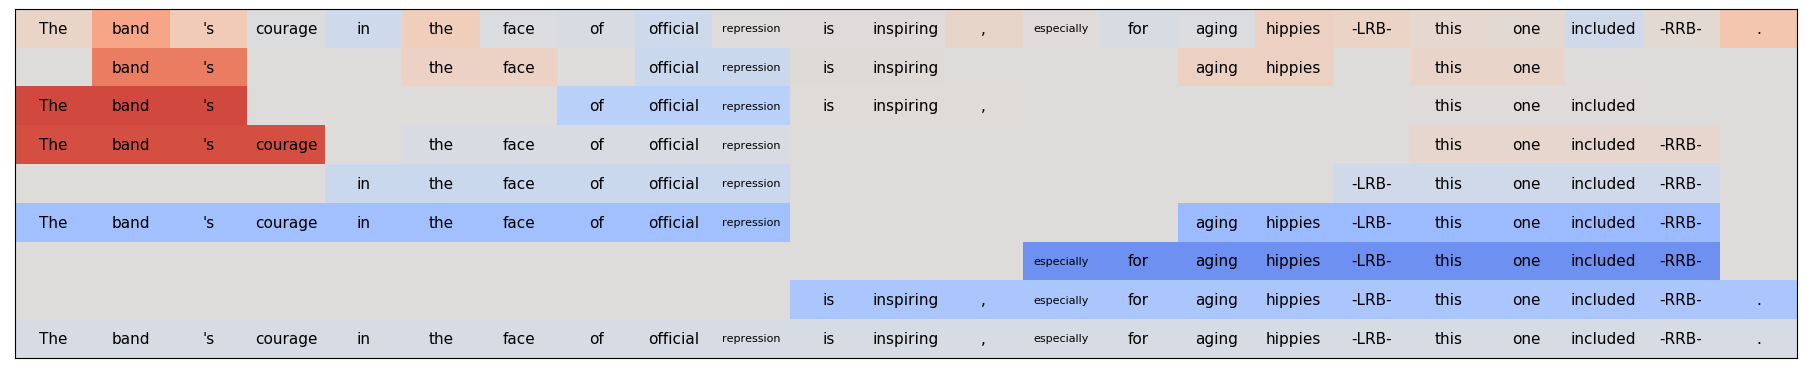 The band 's courage in the face of official repression is inspiring , especially for aging hippies -LRB- this one included -RRB- .
band 's the face official repression is inspiring aging hippies this one
The band 's of official repression is inspiring , this one included
The band 's courage the face of official repression this one included -RRB-
in the face of official repression -LRB- this one included -RRB-
The band 's courage in the face of official repression aging hippies -LRB- this one included -RRB-
especially for aging hippies -LRB- this one included -RRB-
is inspiring , especially for aging hippies -LRB- this one included -RRB- .
The band 's courage in the face of official repression is inspiring , especially for aging hippies -LRB- this one included -RRB- .